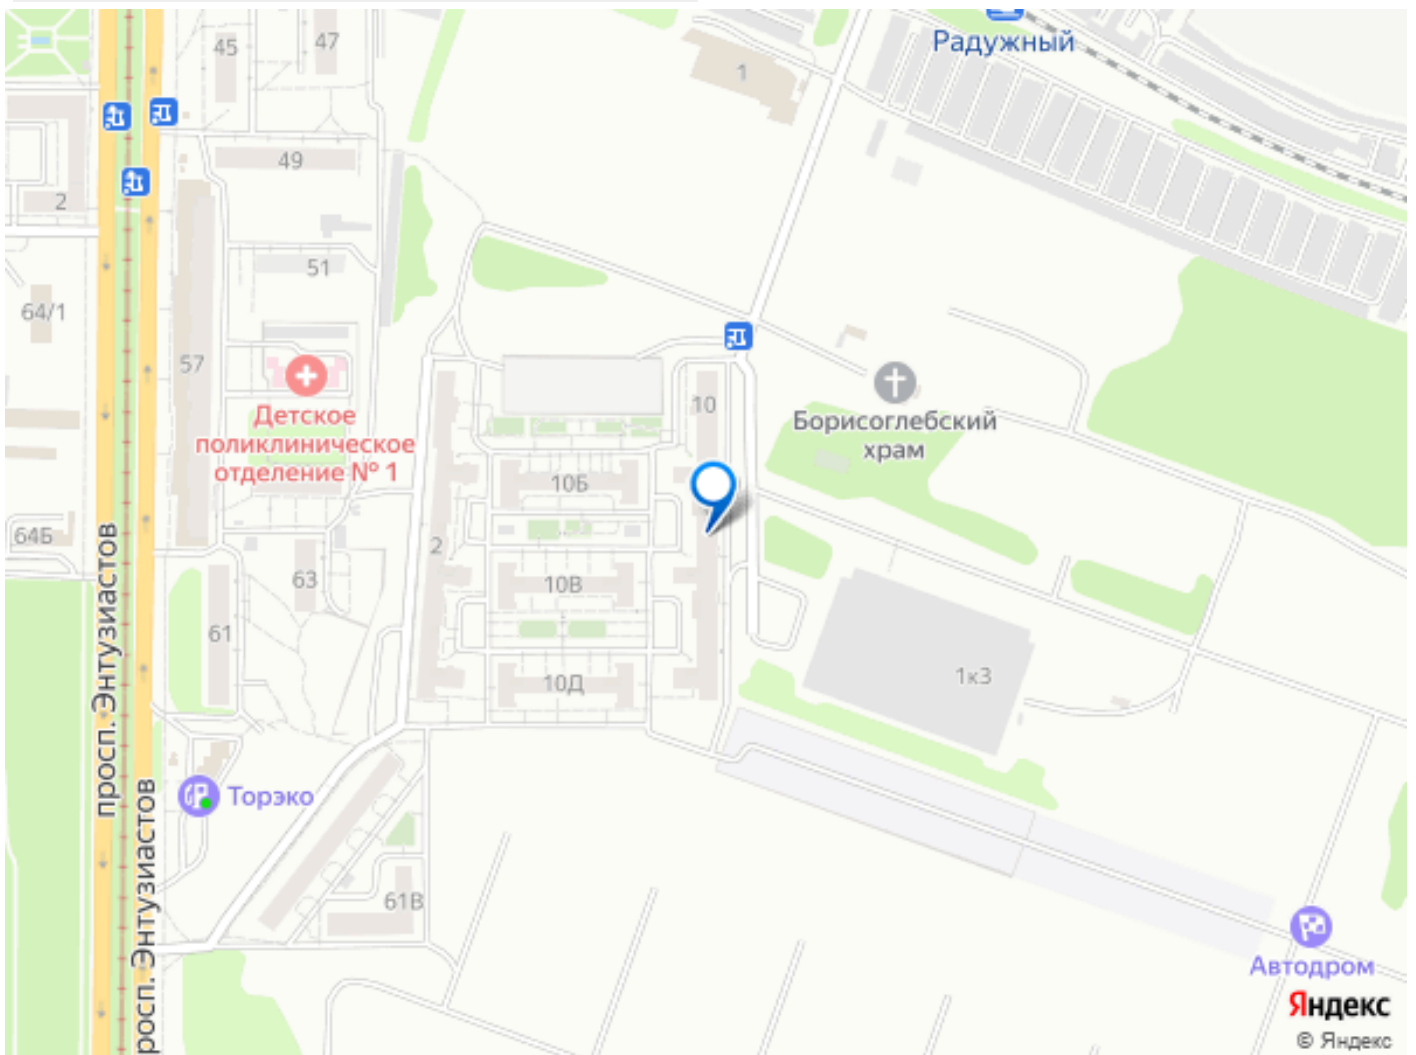 45
47
Радужный
1
49
2
51
64/1
57
Детское
поликлиническое
отделение № 1
10
Борисоглебский
храм
10Б
64Б
2
63
10В
61
просп. Энтузиастов
10Д
1к3
Торэко
росп. Энтузиастов
61В
Автодром
Яндекс
© Яндекс